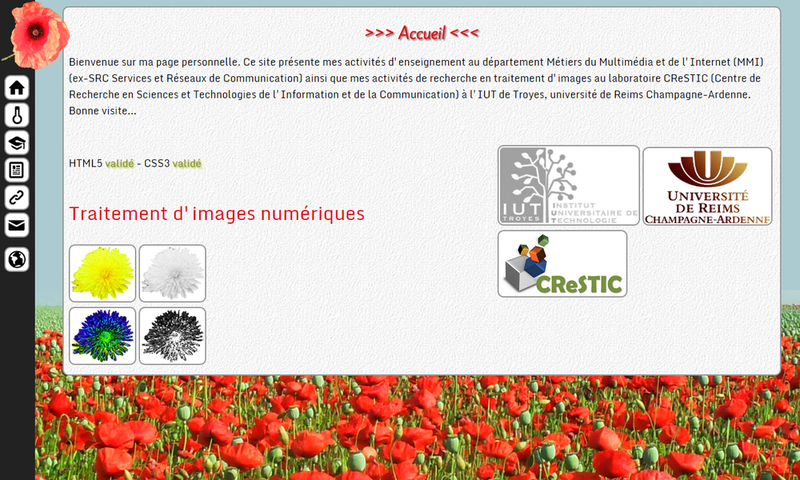 >>> Accueil <<<
Bienvenue sur ma page personnelle. Ce site présente mes activités d'enseignement au département Métiers du Multimédia et de l'Internet (MMI)
(ex-SRC Services et Réseaux de Communication) ainsi que mes activités de recherche en traitement d'images au laboratoire CReSTIC (Centre de
Recherche en Sciences et Technologies de l'Information et de la Communication) à l'IUT de Troyes, université de Reims Champagne-Ardenne.
Bonne visite...
HTML5 validé - CSS3 validé
IUT
TROYES
INSTITUT
UNIVERSITAIRE DE
TECHNOLOGIE
UNIVERSITÉ
DE REIMS
CHAMPAGNE-ARDENNE
Traitement d'images numériques
CReSTIC